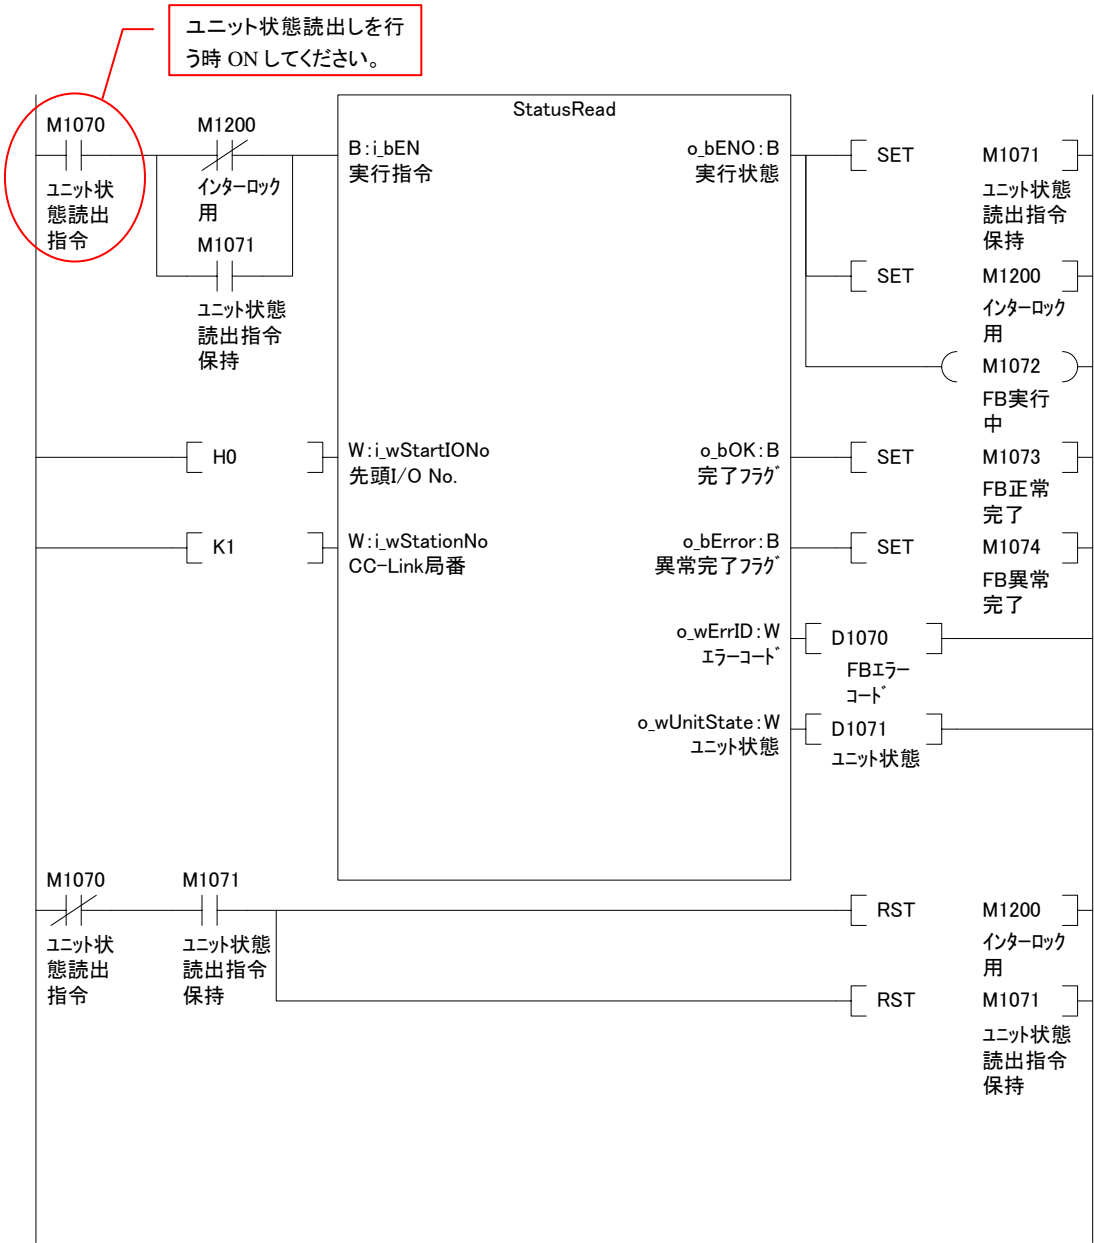 ユニット状態読出しを行
う時 ON してください。
StatusRead
M1070
M1200
B:i_bEN
o_bENO:B
SET
M1071
実行指令
実行状態
ﾕﾆｯﾄ状
態読出
指令
ｲﾝﾀｰﾛｯｸ
用
ﾕﾆｯﾄ状態
読出指令
保持
M1071
SET
M1200
ﾕﾆｯﾄ状態
読出指令
保持
ｲﾝﾀｰﾛｯｸ
用
M1072
FB実行
中
H0
W:i_wStartIONo
o_bOK:B
SET
M1073
先頭I/O No.
完了ﾌﾗｸﾞ
FB正常
完了
K1
W:i_wStationNo
o_bError:B
SET
M1074
CC-Link局番
異常完了ﾌﾗｸﾞ
FB異常
完了
o_wErrID:W
D1070
ｴﾗｰｺｰﾄﾞ
FBｴﾗｰ
ｺｰﾄﾞ
o_wUnitState:W
D1071
ﾕﾆｯﾄ状態
ﾕﾆｯﾄ状態
M1070
M1071
RST
M1200
ﾕﾆｯﾄ状
態読出
指令
ﾕﾆｯﾄ状態
読出指令
保持
ｲﾝﾀｰﾛｯｸ
用
RST
M1071
ﾕﾆｯﾄ状態
読出指令
保持